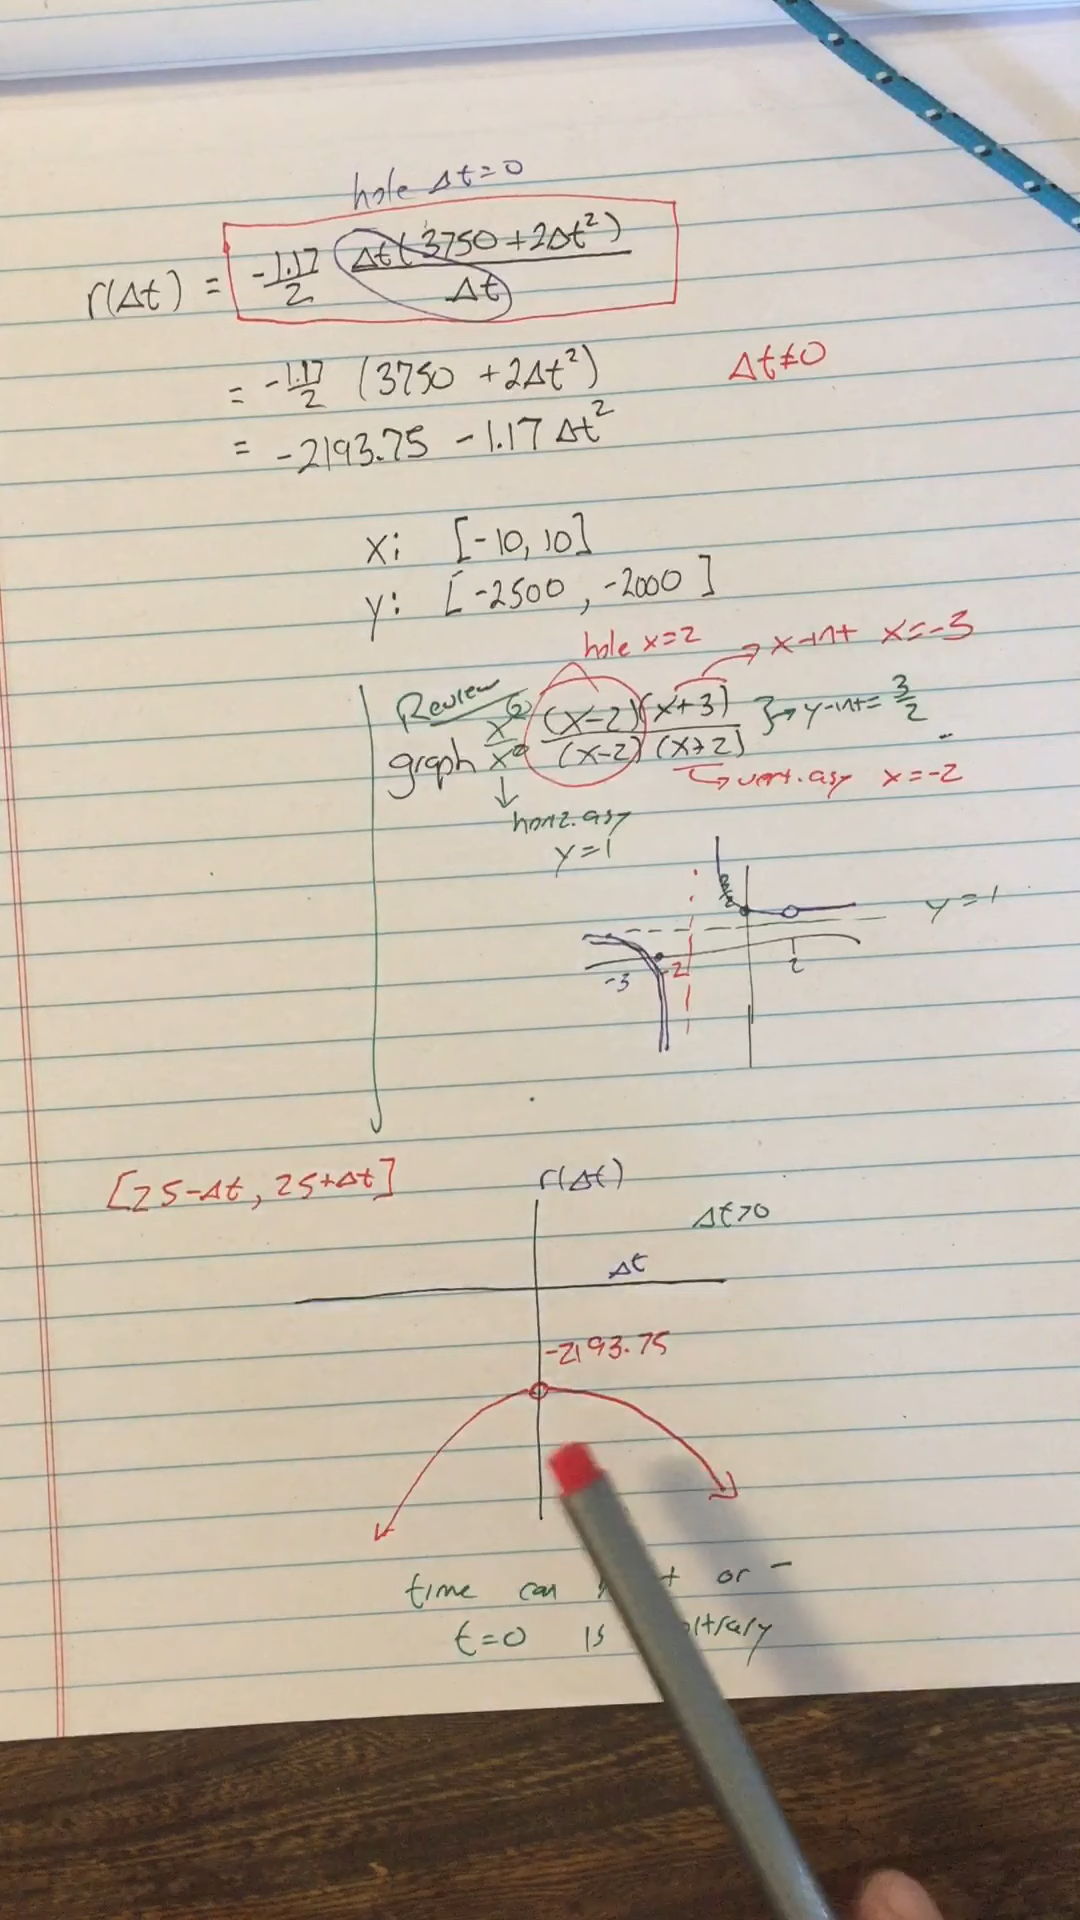 hole Δt=0
r(Δt) = -1.17/2 Δt(3750+2Δt²)/Δt
= -1.17/2 (3750 +2Δt²) Δt≠0
= -2193.75 -1.17Δt²
x: [-10, 10]
y: [-2500, -2000]
hole x=2 → x-int x=-3
Review
graph x²/x² (x-2)(x+3)/(x-2)(x+2) } → y-int = 3/2
→ vert. asy x=-2
↓
horiz. asy
y=1
3/2
y=1
-3 -2 2
[25-Δt, 25+Δt] r(Δt)
Δt>0
Δt
-2193.75
time can + or -
t=0 is